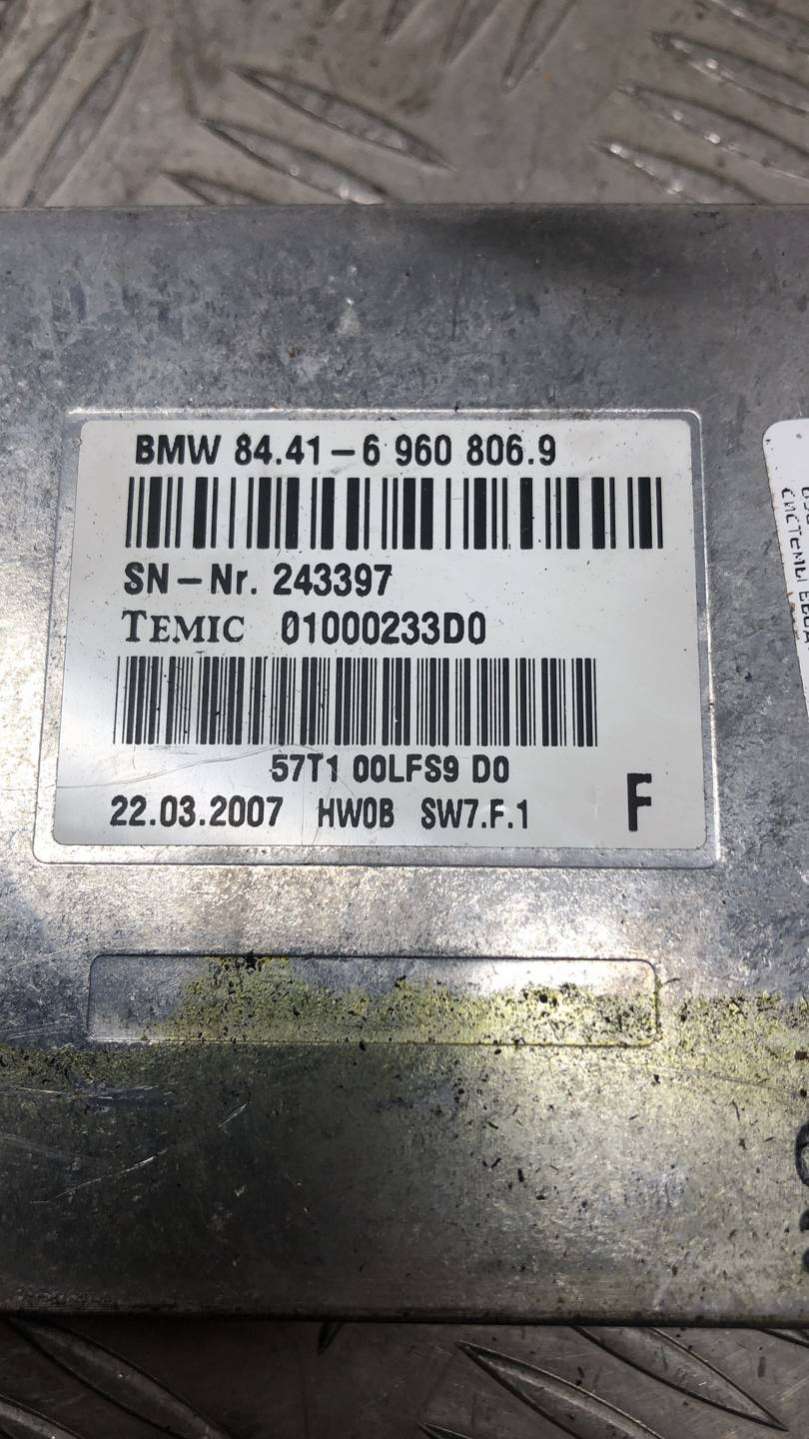 BMW 84.41-6 960 806.9
SN-Nr. 243397
TEMIC 01000233D0
57T1 00LFS9 D0
22.03.2007 HW0B SW7.F.1 F